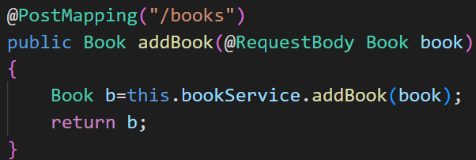 @PostMapping("/books")
public Book addBook(@RequestBody Book book)
{
    Book b=this.bookService.addBook(book);
    return b;
}